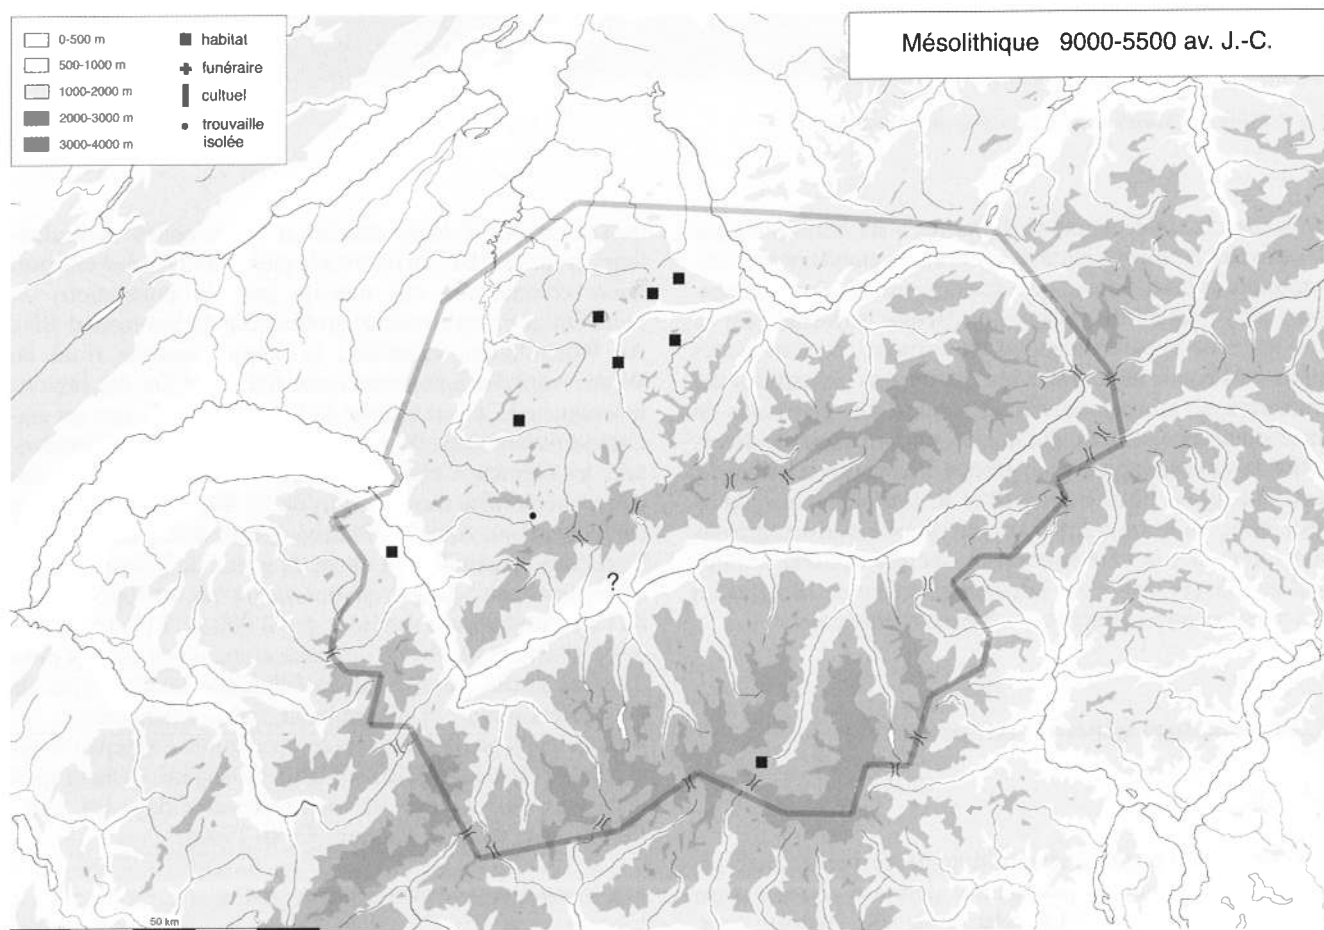 0-500 m
500-1000 m
1000-2000 m
2000-3000 m
3000-4000 m
habitat
funéraire
cultuel
trouvaille
isolée
Mésolithique 9000-5500 av. J.-C.
?
50 km